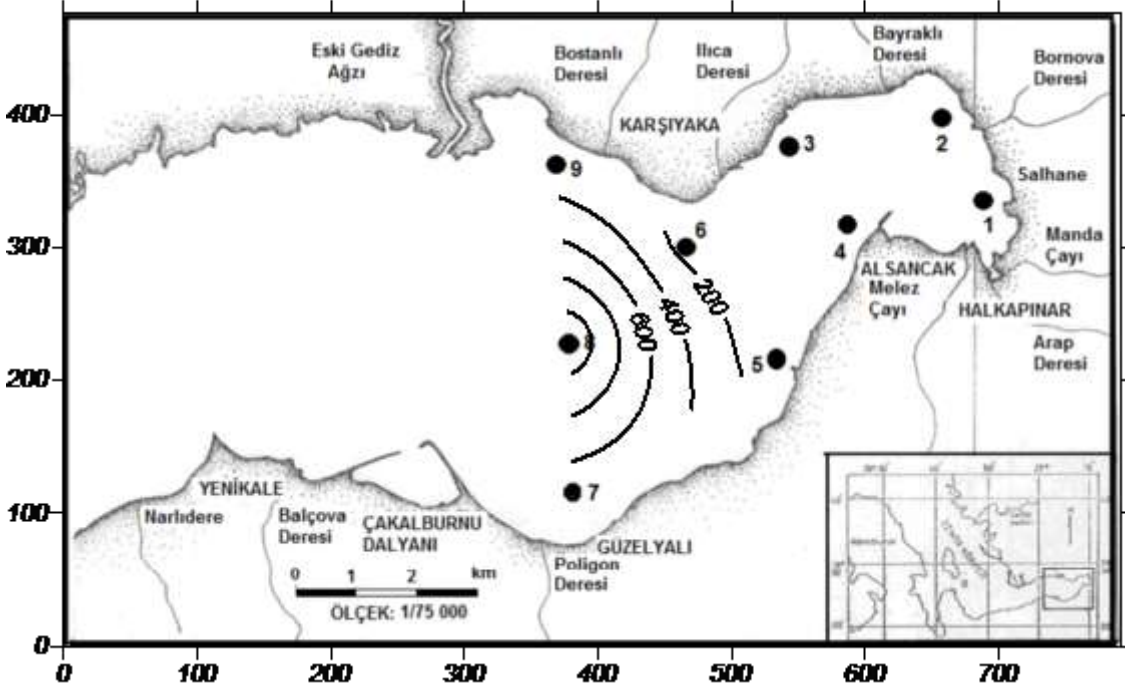 Eski Gediz
Ağzı
Bostanlı
Deresi
Ilıca
Deresi
Bayraklı
Deresi
Bornova
Deresi
KARŞIYAKA
400
300
200
100
0
9
3
2
1
Salhane
6
4
Manda
Çayı
ALSANCAK
Melez
Çayı
HALKAPINAR
Arap
Deresi
200
400
600
8
5
7
YENİKALE
Narlıdere
Balçova
Deresi
ÇAKALBURNU
DALYANI
GÜZELYALI
Poligon
Deresi
0 1 2 km
ÖLÇEK: 1/75 000
0 100 200 300 400 500 600 700